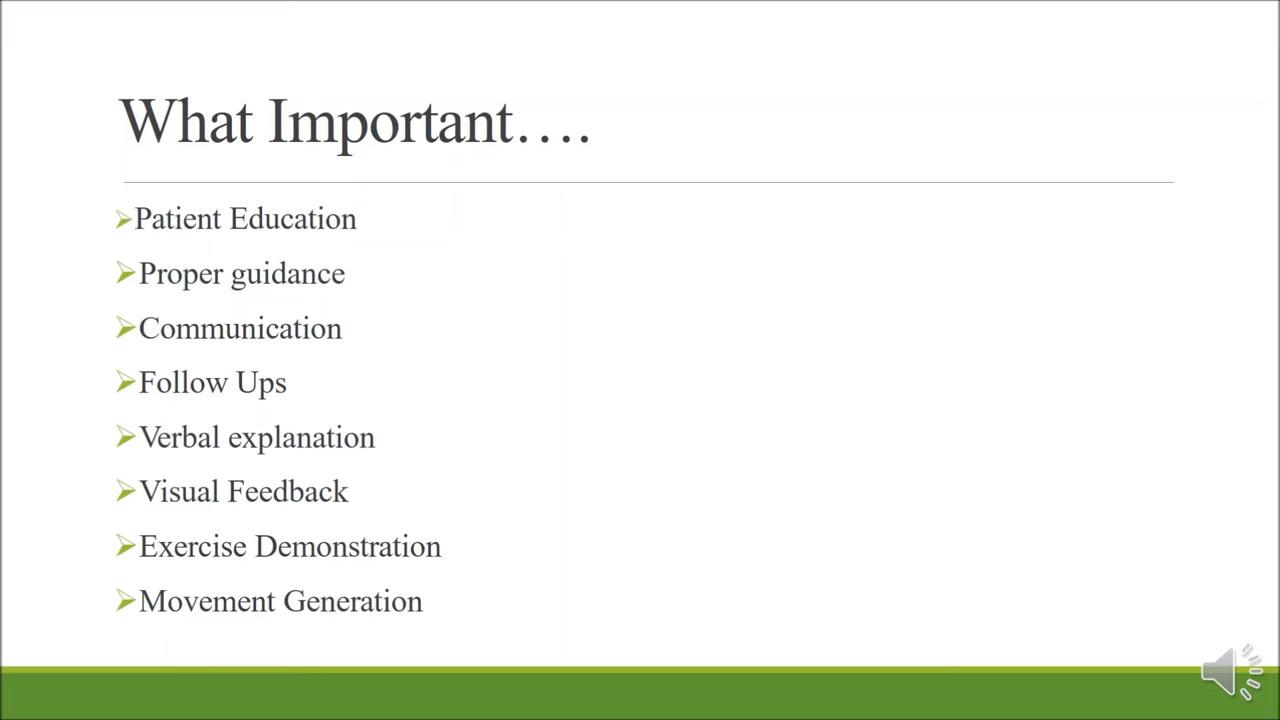 What Important….
Patient Education
Proper guidance
Communication
Follow Ups
Verbal explanation
Visual Feedback
Exercise Demonstration
Movement Generation